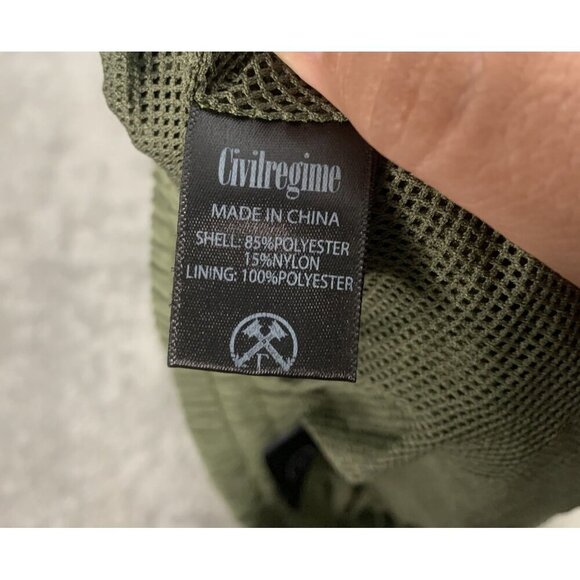 Civilregime
MADE IN CHINA
SHELL: 85%POLYESTER
15%NYLON
LINING: 100%POLYESTER